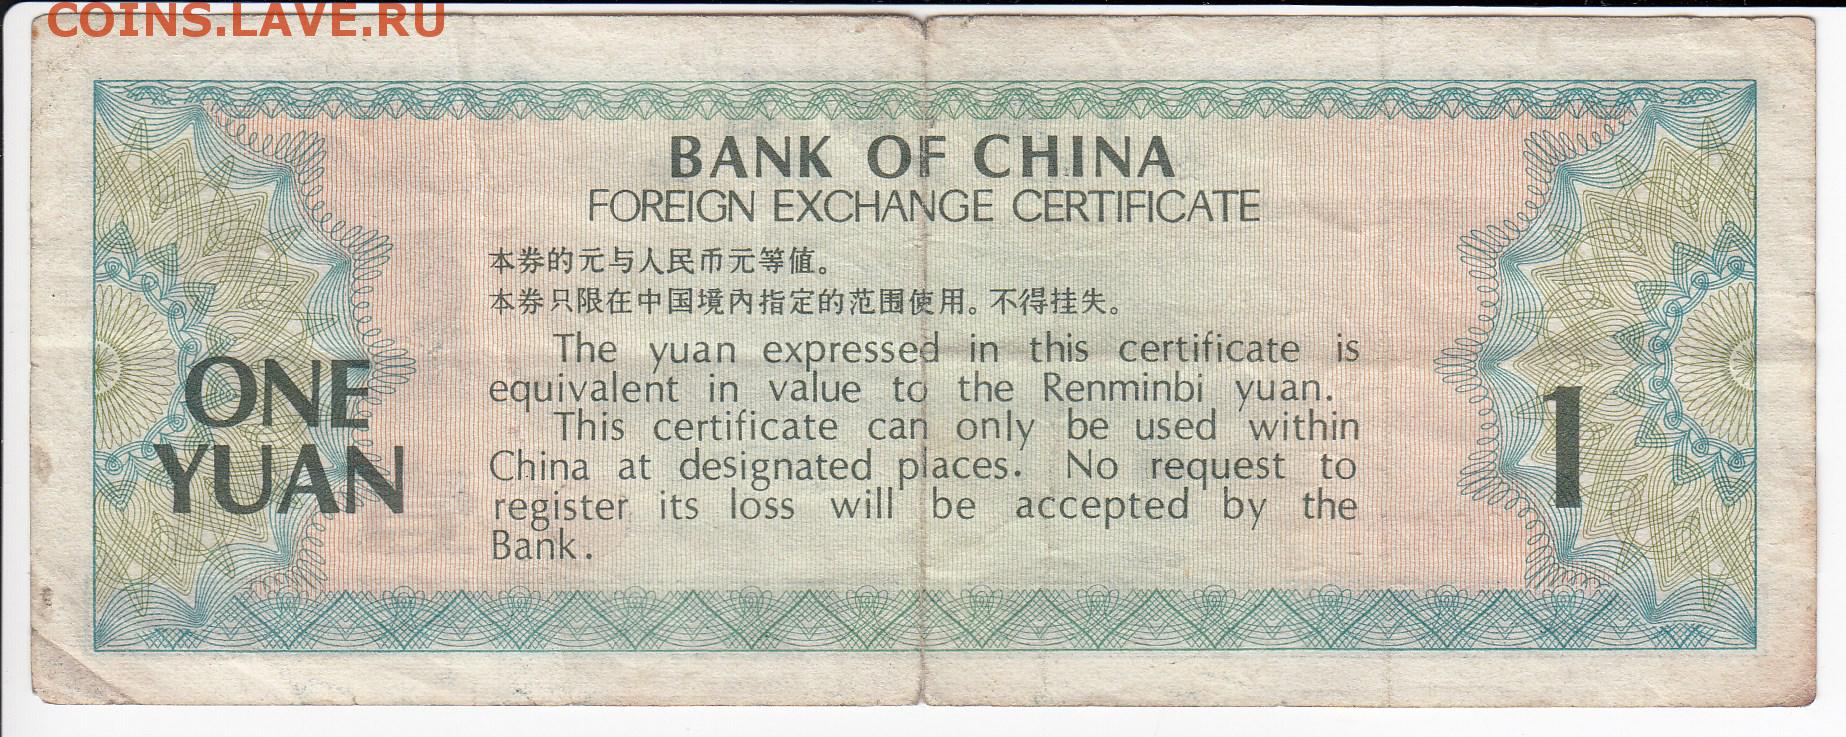 COINS.LAVE.RU
BANK OF CHINA
FOREIGN EXCHANGE CERTIFICATE
本券的元与人民币元等值。
本券只限在中国境内指定的范围使用。不得挂失。
The yuan expressed in this certificate is
equivalent in value to the Renminbi yuan.
This certificate can only be used within
China at designated places. No request to
register its loss will be accepted by the
Bank.
ONE
YUAN
1